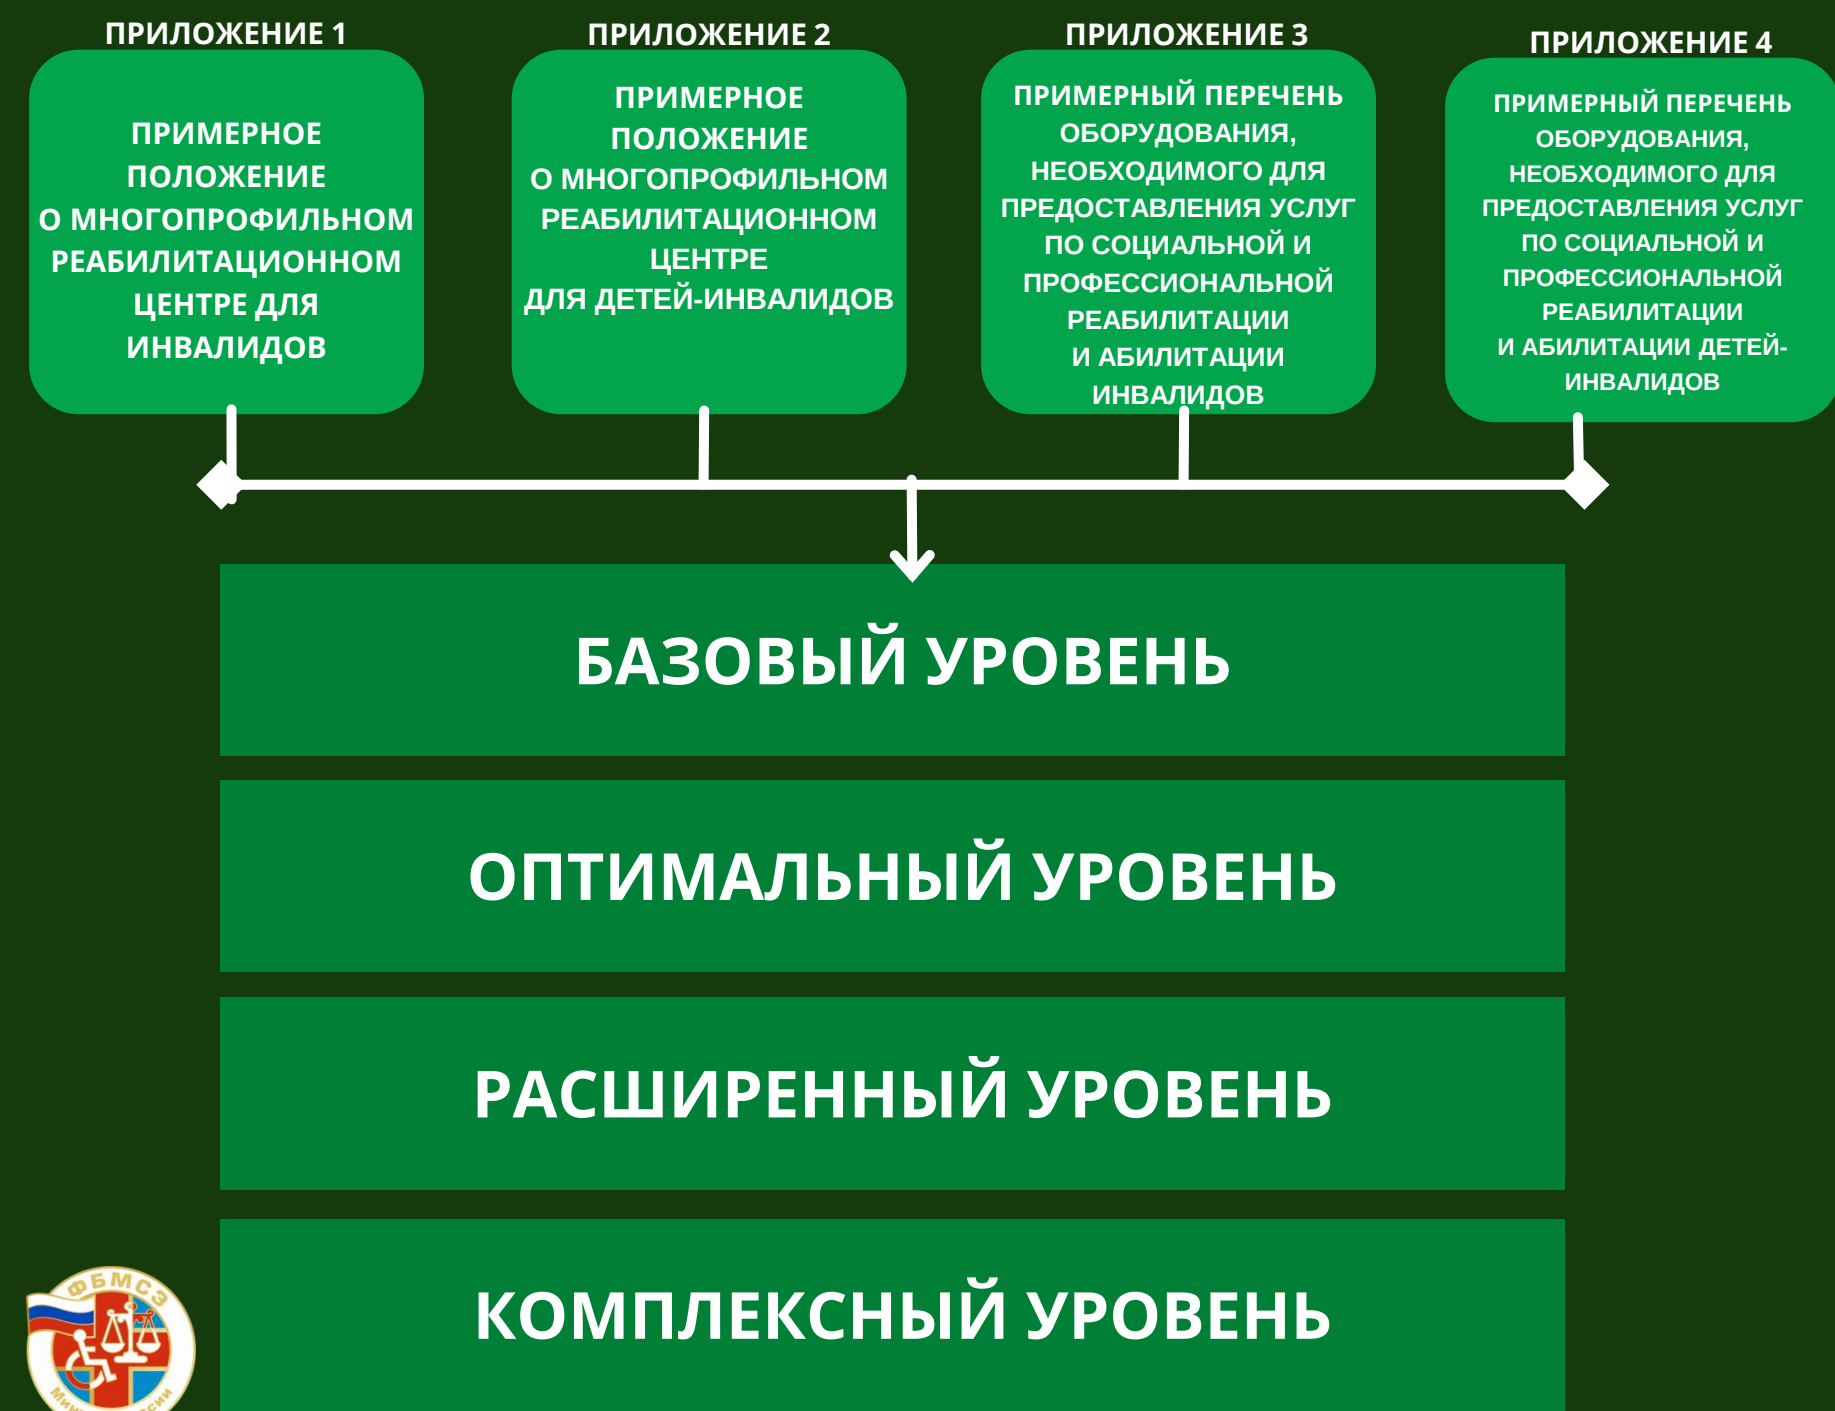 ПРИЛОЖЕНИЕ 1
ПРИМЕРНОЕ
ПОЛОЖЕНИЕ
О МНОГОПРОФИЛЬНОМ
РЕАБИЛИТАЦИОННОМ
ЦЕНТРЕ ДЛЯ
ИНВАЛИДОВ
ПРИЛОЖЕНИЕ 2
ПРИМЕРНОЕ
ПОЛОЖЕНИЕ
О МНОГОПРОФИЛЬНОМ
РЕАБИЛИТАЦИОННОМ
ЦЕНТРЕ
ДЛЯ ДЕТЕЙ-ИНВАЛИДОВ
ПРИЛОЖЕНИЕ 3
ПРИМЕРНЫЙ ПЕРЕЧЕНЬ
ОБОРУДОВАНИЯ,
НЕОБХОДИМОГО ДЛЯ
ПРЕДОСТАВЛЕНИЯ УСЛУГ
ПО СОЦИАЛЬНОЙ И
ПРОФЕССИОНАЛЬНОЙ
РЕАБИЛИТАЦИИ
И АБИЛИТАЦИИ
ИНВАЛИДОВ
ПРИЛОЖЕНИЕ 4
ПРИМЕРНЫЙ ПЕРЕЧЕНЬ
ОБОРУДОВАНИЯ,
НЕОБХОДИМОГО ДЛЯ
ПРЕДОСТАВЛЕНИЯ УСЛУГ
ПО СОЦИАЛЬНОЙ И
ПРОФЕССИОНАЛЬНОЙ
РЕАБИЛИТАЦИИ
И АБИЛИТАЦИИ ДЕТЕЙ-
ИНВАЛИДОВ
БАЗОВЫЙ УРОВЕНЬ
ОПТИМАЛЬНЫЙ УРОВЕНЬ
РАСШИРЕННЫЙ УРОВЕНЬ
КОМПЛЕКСНЫЙ УРОВЕНЬ
ФБМСЭ